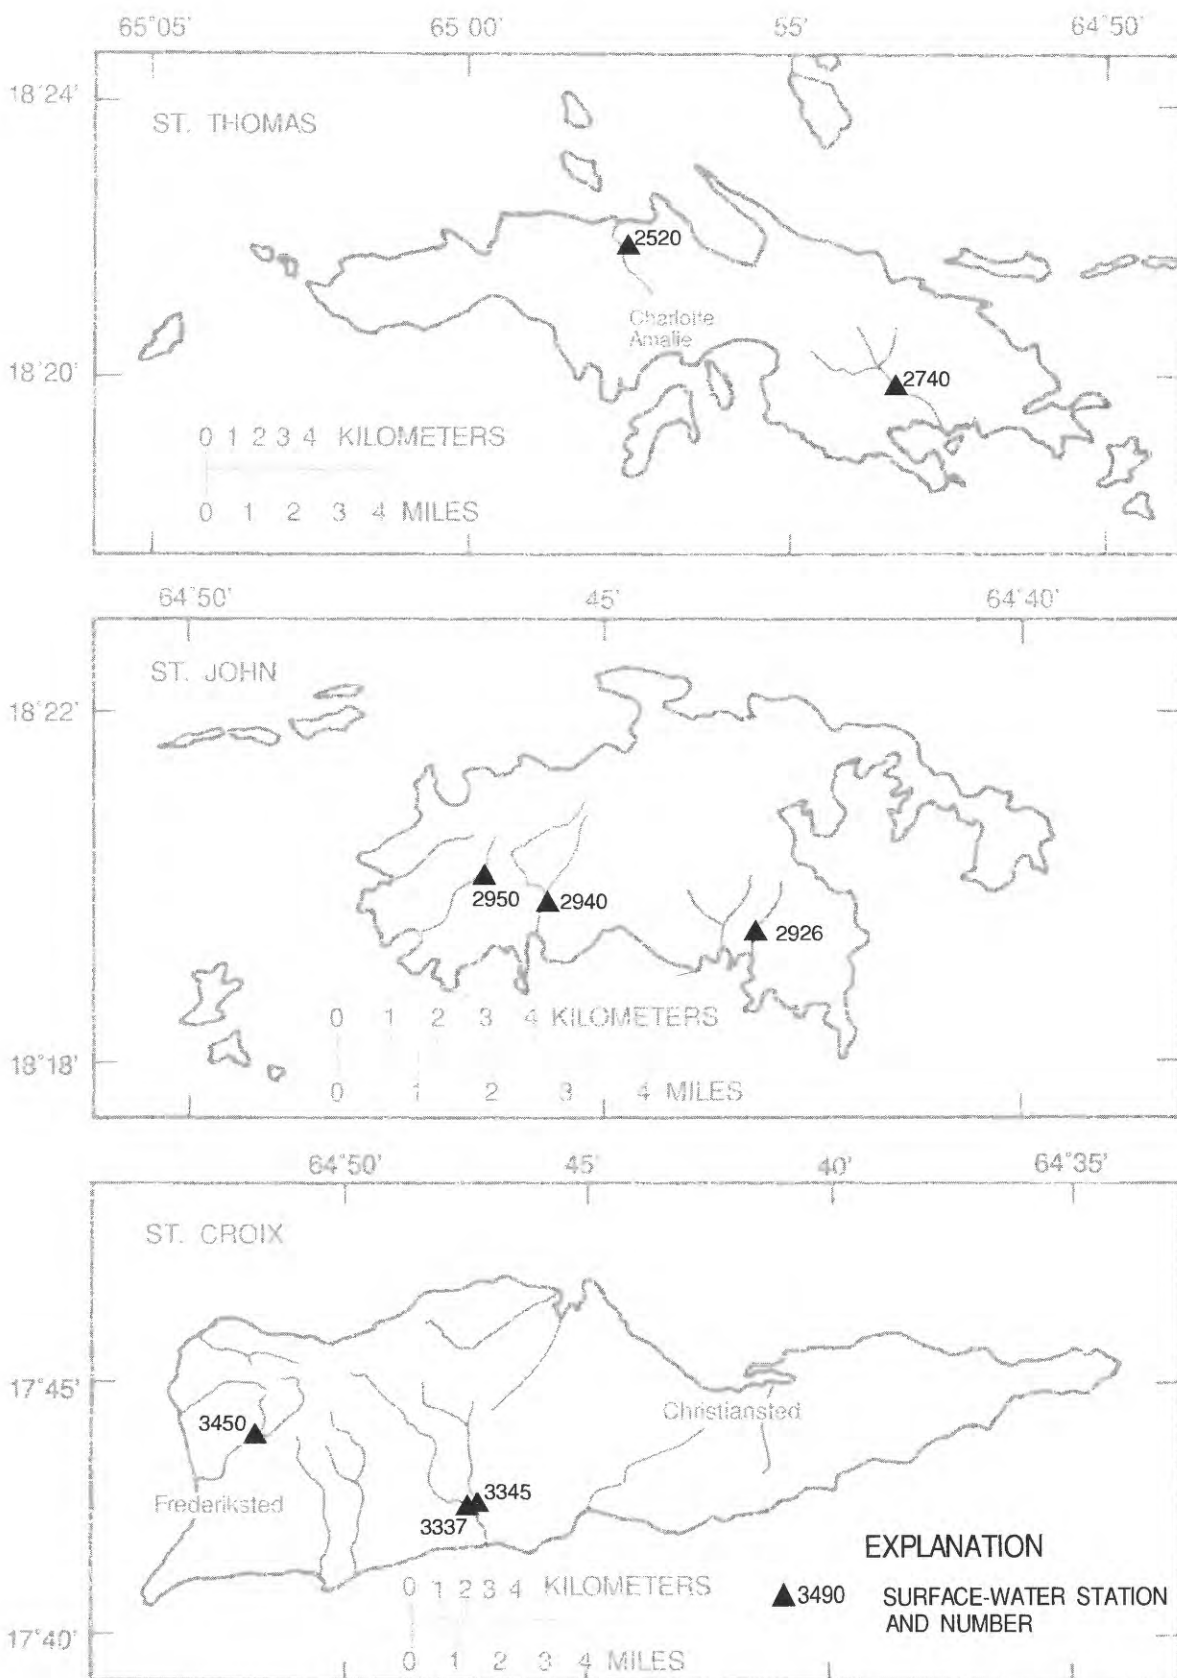 65°05' 65 00' 55' 64°50'
18°24'
ST. THOMAS
2520
Charlotte
Amalie
18°20'
2740
0 1 2 3 4 KILOMETERS
0 1 2 3 4 MILES
64°50' 45' 64°40'
ST. JOHN
18°22'
2950 2940
2926
0 1 2 3 4 KILOMETERS
18°18'
0 1 2 3 4 MILES
64°50' 45' 40' 64°35'
ST. CROIX
17°45'
Christiansted
3450
3345
Frederiksted
3337
EXPLANATION
0 1 2 3 4 KILOMETERS
3490 SURFACE-WATER STATION
AND NUMBER
17°40'
0 1 2 3 4 MILES